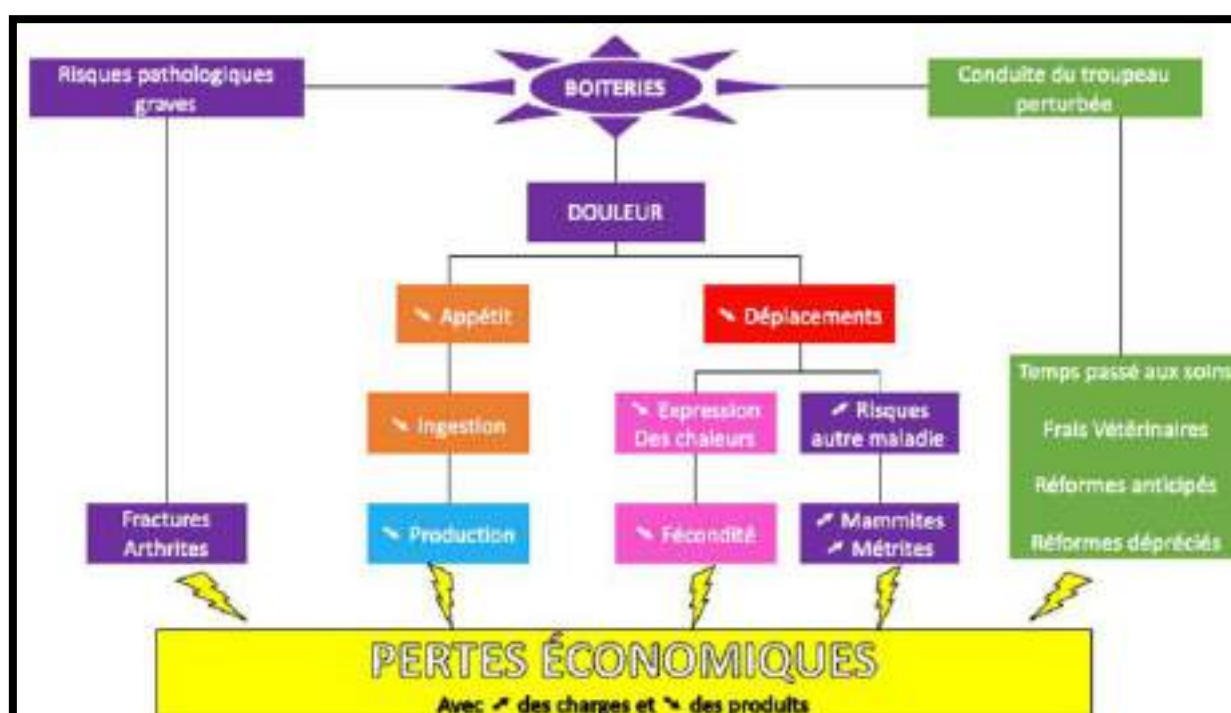 Risques pathologiques
graves
BOITERIES
Conduite du troupeau
perturbée
DOULEUR
➘ Appétit
➘ Déplacements
➘ Ingestion
➘ Expression
Des chaleurs
➚ Risques
autre maladie
Temps passé aux soins
Frais Vétérinaires
Réformes anticipés
Réformes dépréciés
Fractures
Arthrites
➘ Production
➘ Fécondité
➚ Mammites
➚ Métrites
PERTES ÉCONOMIQUES
Avec ➚ des charges et ➘ des produits